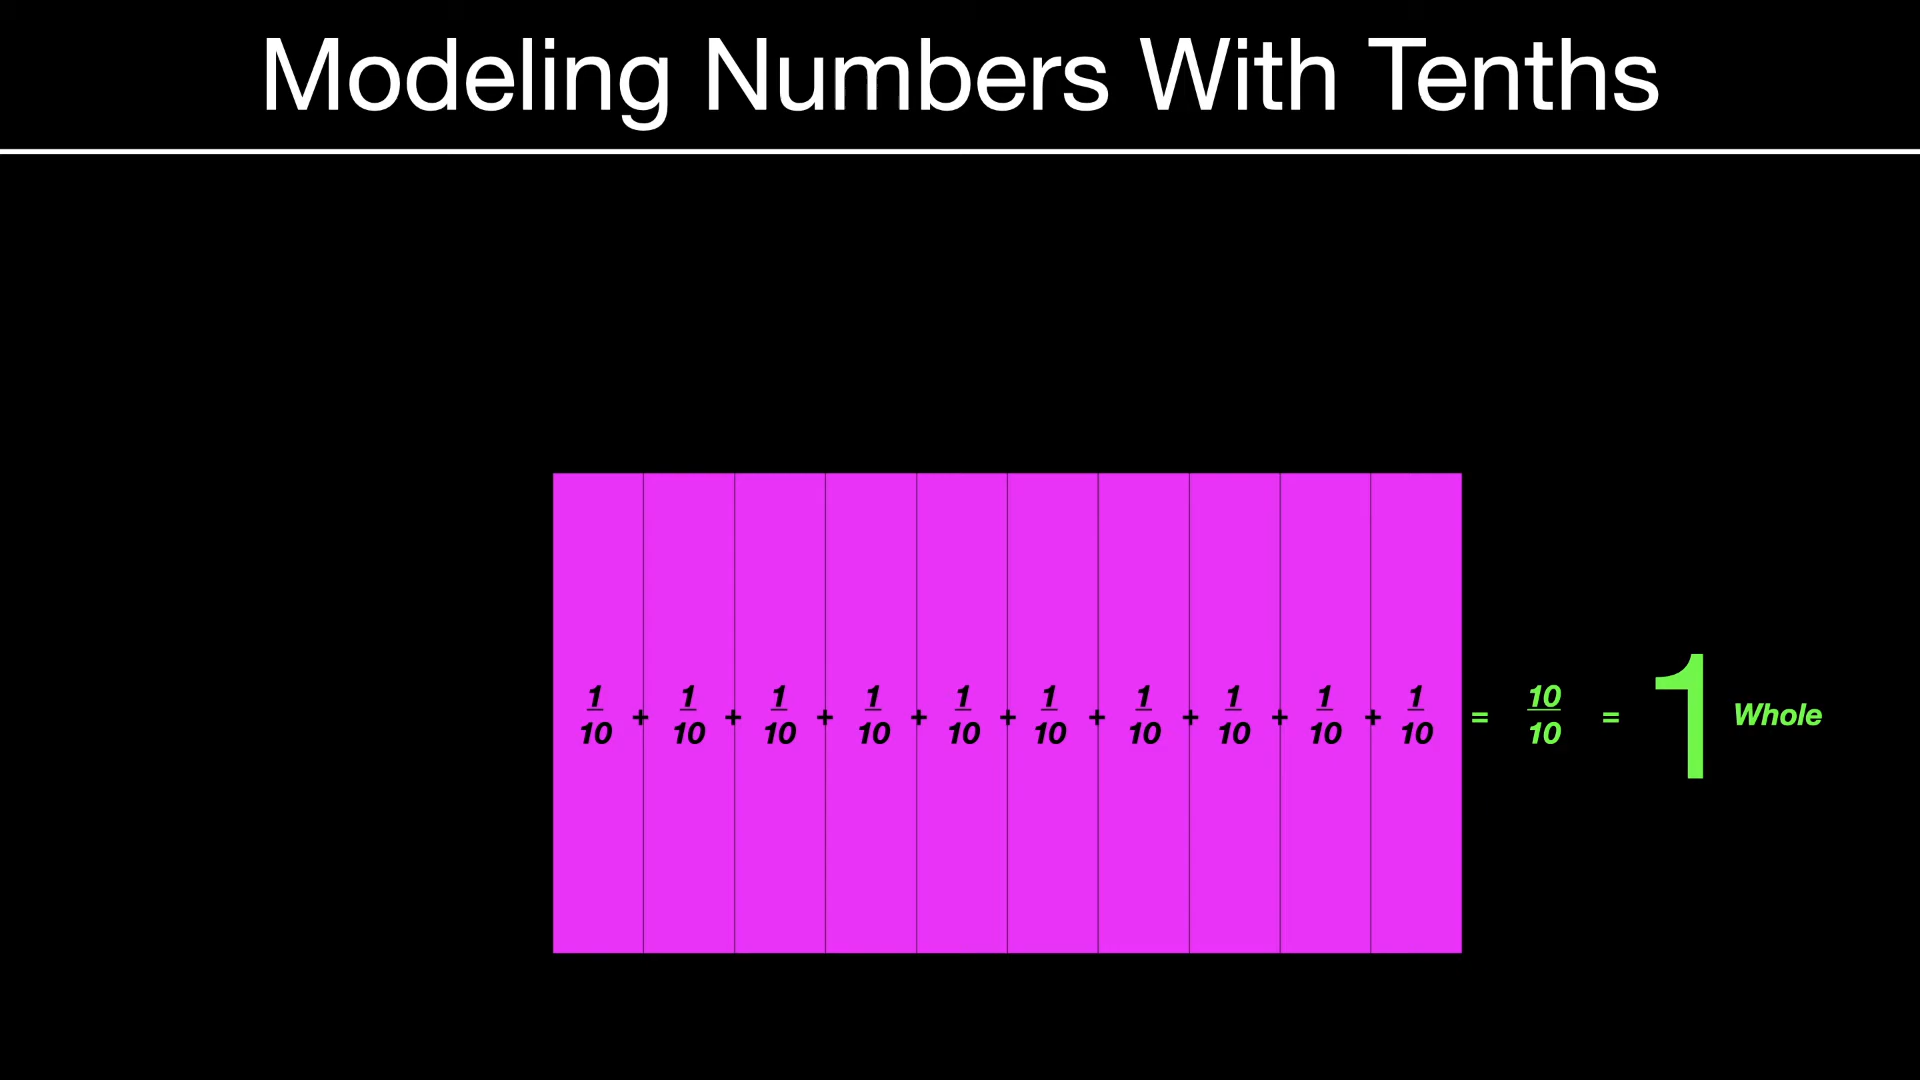 Modeling Numbers With Tenths
1/10 + 1/10 + 1/10 + 1/10 + 1/10 + 1/10 + 1/10 + 1/10 + 1/10 + 1/10 = 10/10 = 1 Whole